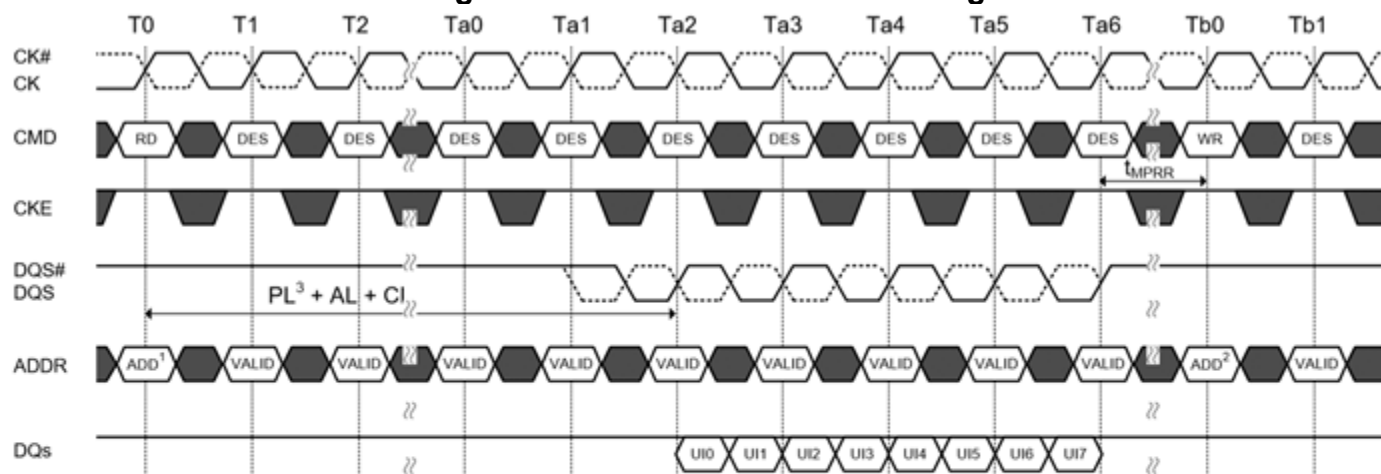 T0 T1 T2 Ta0 Ta1 Ta2 Ta3 Ta4 Ta5 Ta6 Tb0 Tb1
CK#
CK
CMD RD DES DES DES DES DES DES DES DES DES WR DES
tMPRR
CKE
DQS#
DQS
PL³ + AL + CL
ADDR ADD¹ VALID VALID VALID VALID VALID VALID VALID VALID VALID ADD² VALID
DQs UI0 UI1 UI2 UI3 UI4 UI5 UI6 UI7